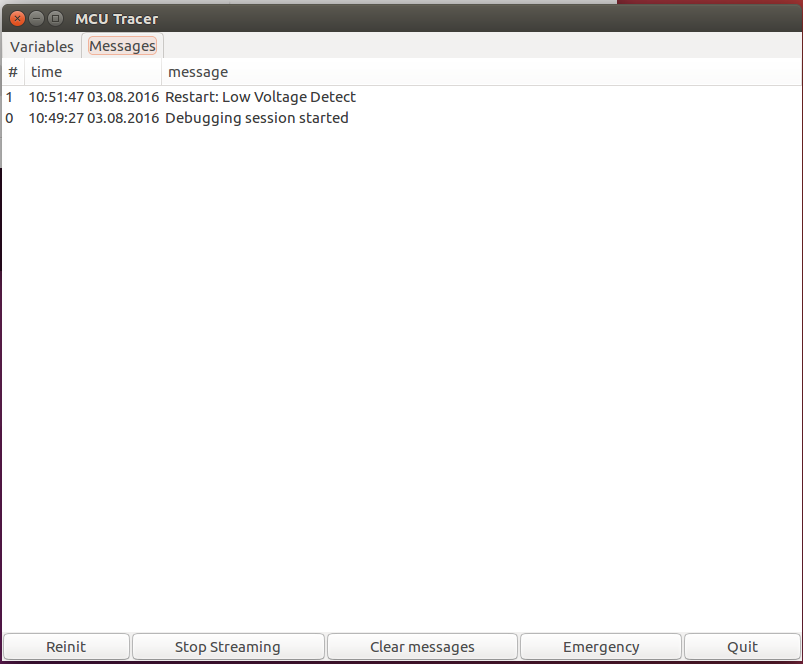 MCU Tracer
Variables Messages
# time message
1 10:51:47 03.08.2016 Restart: Low Voltage Detect
0 10:49:27 03.08.2016 Debugging session started
Reinit Stop Streaming Clear messages Emergency Quit